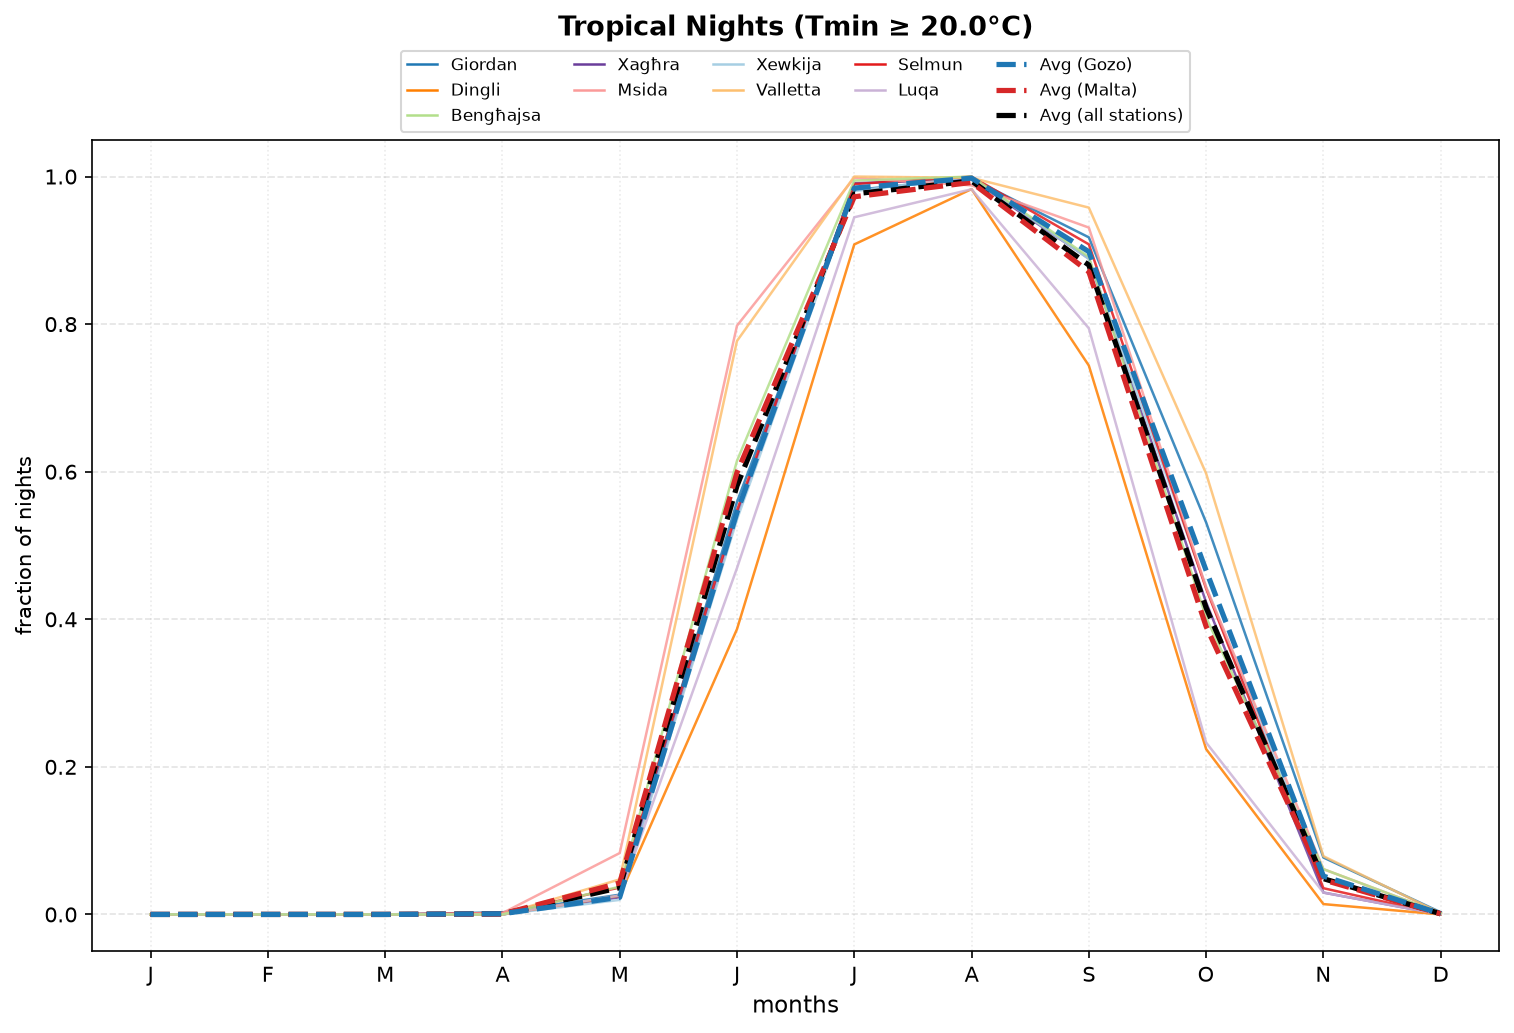 Tropical Nights (Tmin ≥ 20.0°C)
Giordan
Dingli
Bengħajsa
Xagħra
Msida
Xewkija
Valletta
Selmun
Luqa
Avg (Gozo)
Avg (Malta)
Avg (all stations)
fraction of nights
1.0
0.8
0.6
0.4
0.2
0.0
J F M A M J J A S O N D
months